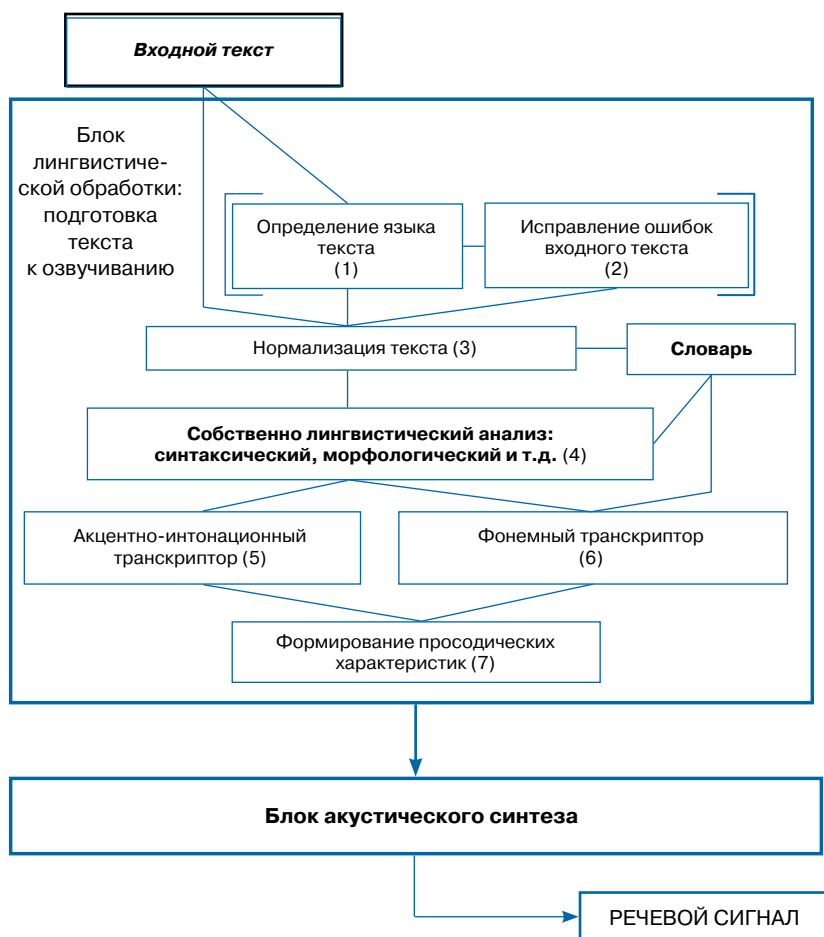 Входной текст
Блок
лингвистиче-
ской обработки:
подготовка
текста
к озвучиванию
Определение языка
текста
(1)
Исправление ошибок
входного текста
(2)
Нормализация текста (3)
Словарь
Собственно лингвистический анализ:
синтаксический, морфологический и т.д. (4)
Акцентно-интонационный
транскриптор (5)
Фонемный транскриптор
(6)
Формирование просодических
характеристик (7)
Блок акустического синтеза
РЕЧЕВОЙ СИГНАЛ